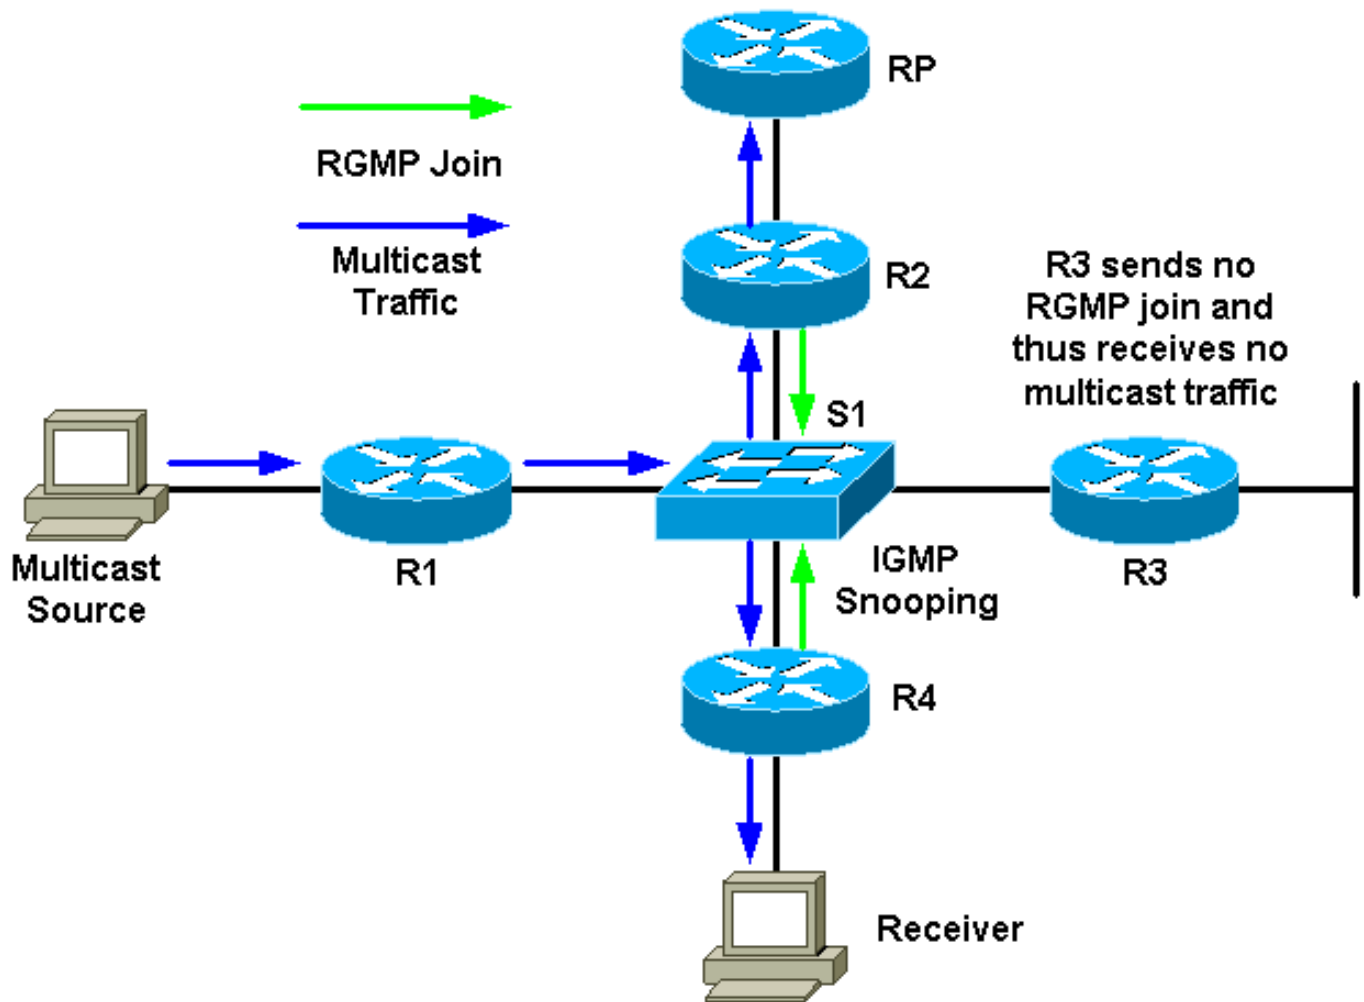 RP
RGMP Join
Multicast
Traffic
R2
R3 sends no
RGMP join and
thus receives no
multicast traffic
S1
Multicast
Source
R1
IGMP
Snooping
R3
R4
Receiver